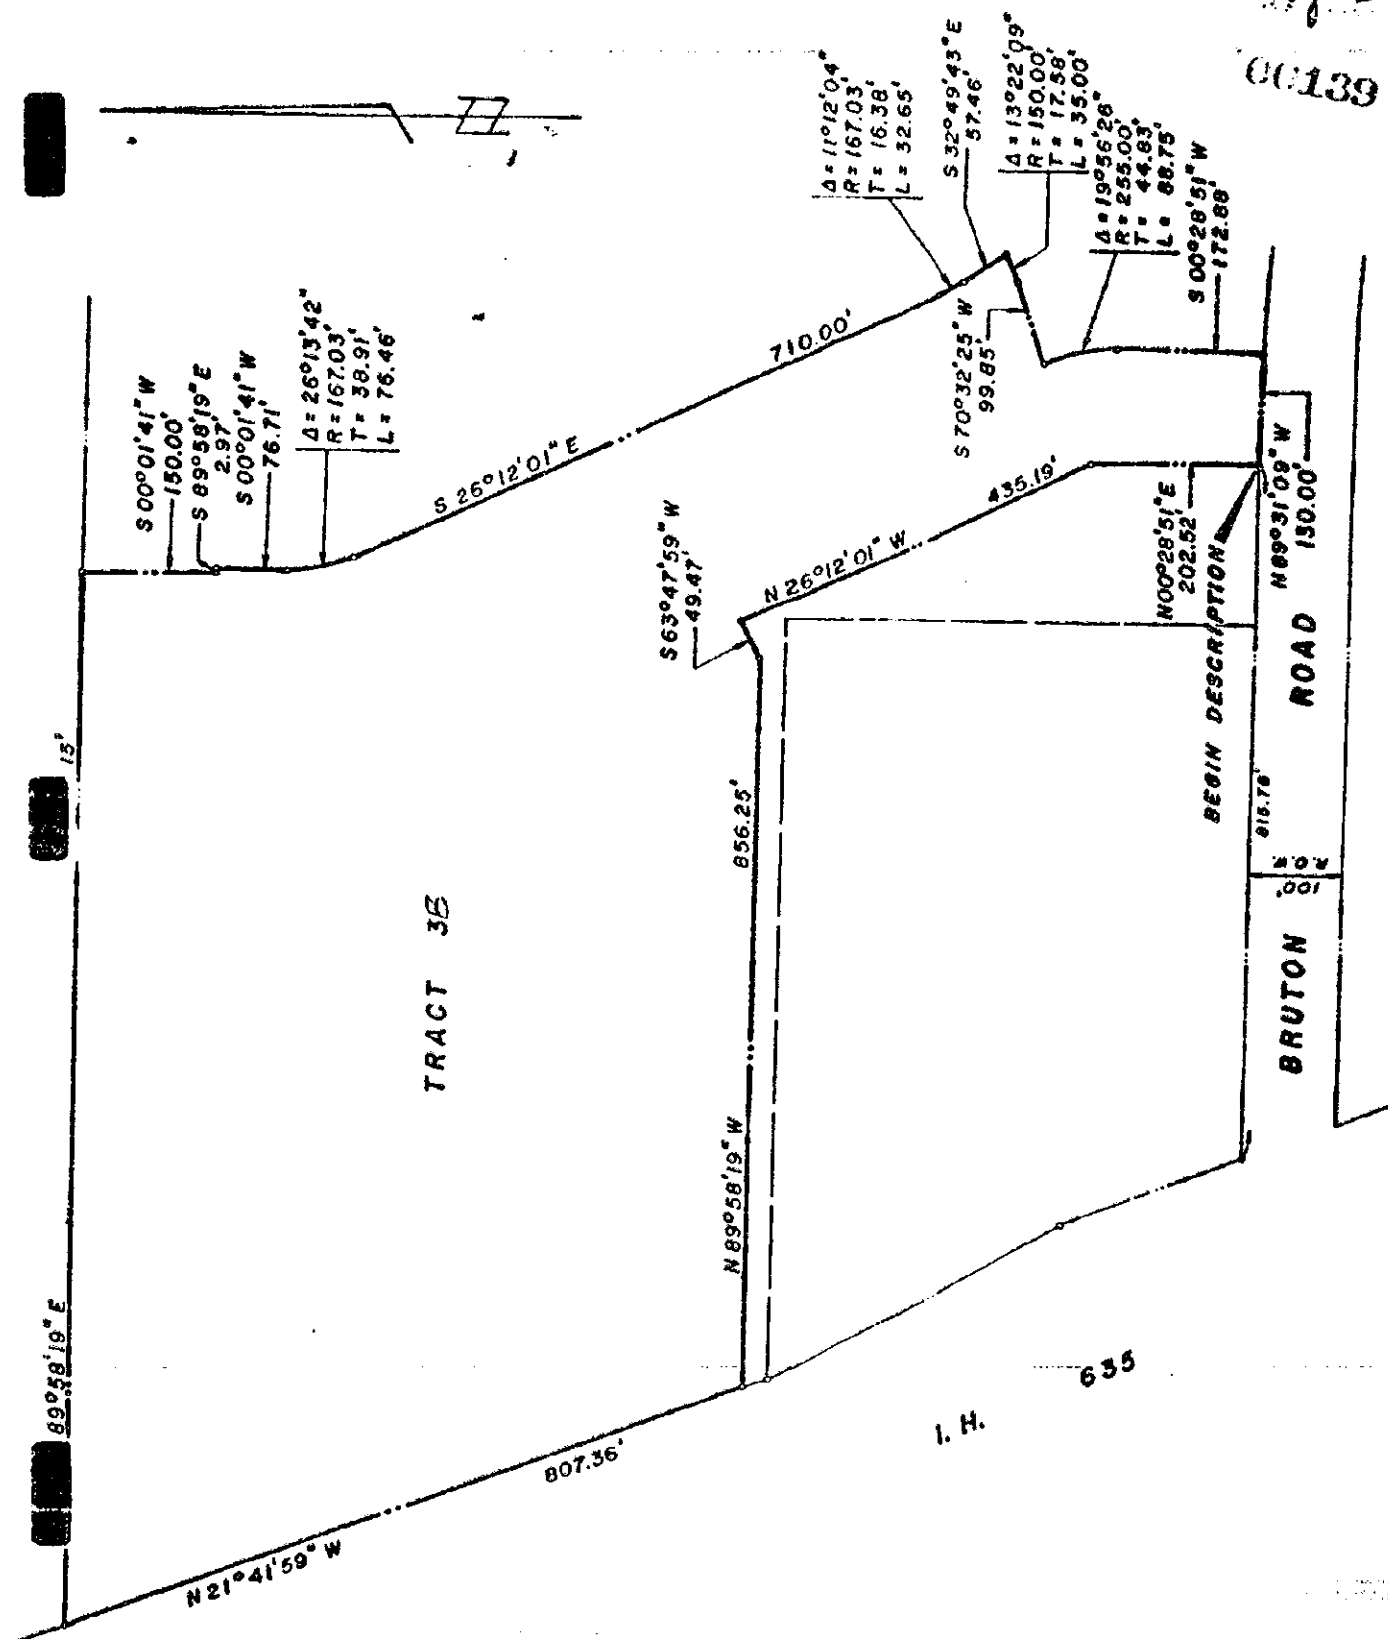 00139
S 00°01'41" W
150.00'
S 89°58'19" E
2.97'
S 00°01'41" W
76.71'
Δ = 26°13'42"
R = 167.03'
T = 38.91'
L = 76.46'
S 26°12'01" E
710.00'
Δ = 11°12'04"
R = 167.03'
T = 16.38'
L = 32.65'
S 32°49'43" E
57.46'
Δ = 13°22'09"
R = 150.00'
T = 17.58'
L = 35.00'
Δ = 19°56'26"
R = 255.00'
T = 44.83'
L = 88.75'
S 00°28'51" W
172.88'
S 70°32'25" W
99.85'
N 89°31'09" W
130.00'
N 00°28'51" E
202.52'
BEGIN DESCRIPTION
435.19'
N 26°12'01" W
S 63°47'59" W
49.47'
856.25'
N 89°58'19" W
TRACT 3B
15'
89°58'19" E
807.36'
N 21°41'59" W
I. H. 635
815.76'
100'
R.O.W.
BRUTON ROAD